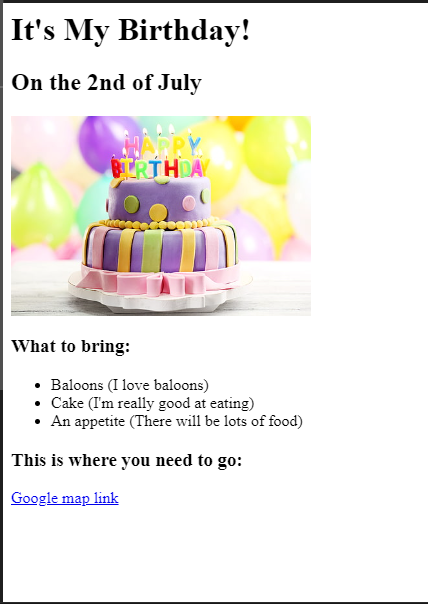 It's My Birthday!
On the 2nd of July
HAPPY
BIRTHDAY
What to bring:
Baloons (I love baloons)
Cake (I'm really good at eating)
An appetite (There will be lots of food)
This is where you need to go:
Google map link